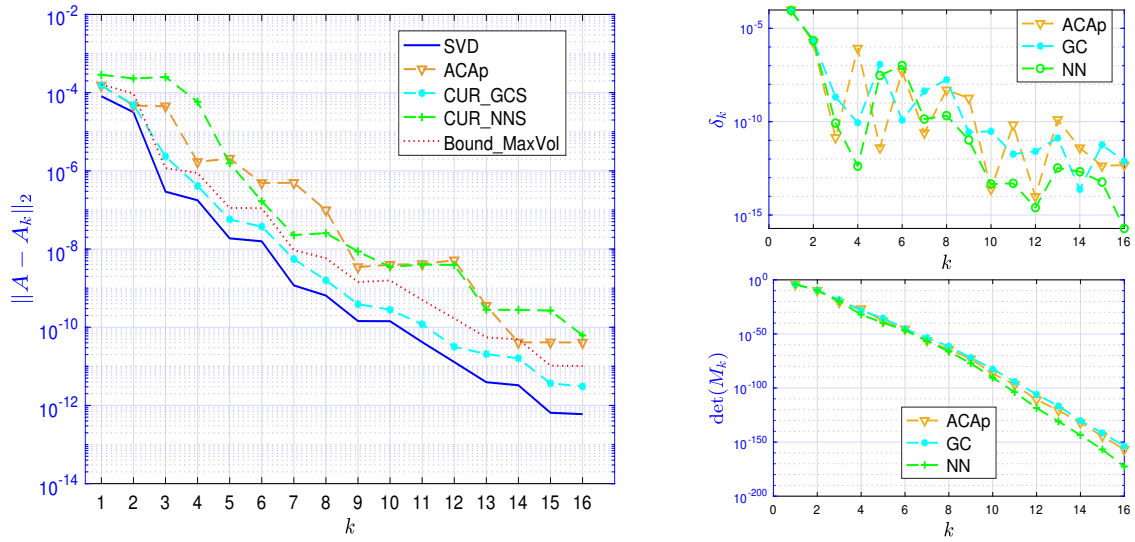 ||A − A_k||_2
10^-2
10^-4
10^-6
10^-8
10^-10
10^-12
10^-14
SVD
ACAp
CUR_GCS
CUR_NNS
Bound_MaxVol
1 2 3 4 5 6 7 8 9 10 11 12 13 14 15 16
k
δ_k
10^-5
10^-10
10^-15
ACAp
GC
NN
0 2 4 6 8 10 12 14 16
k
det(M_k)
10^0
10^-50
10^-100
10^-150
10^-200
ACAp
GC
NN
0 2 4 6 8 10 12 14 16
k